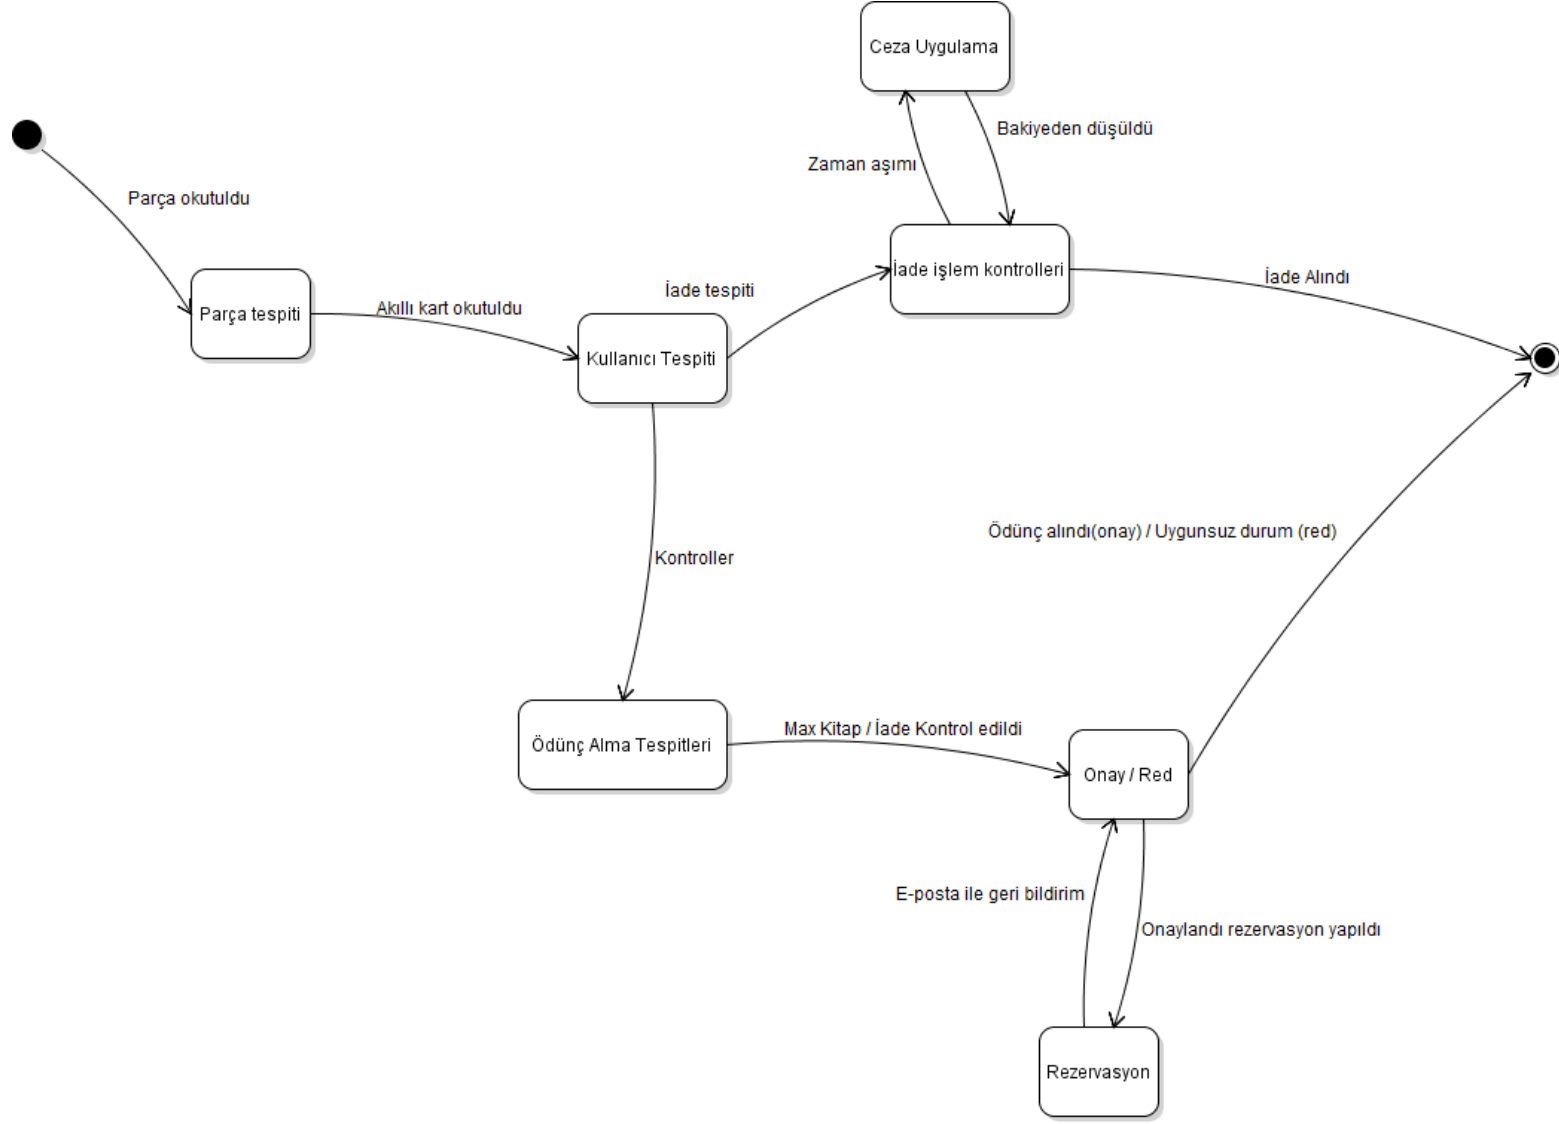 Ceza Uygulama
Bakiyeden düşüldü
Zaman aşımı
Parça okutuldu
İade işlem kontrolleri
İade Alındı
İade tespiti
Parça tespiti
Akıllı kart okutuldu
Kullanıcı Tespiti
Ödünç alındı(onay) / Uygunsuz durum (red)
Kontroller
Max Kitap / İade Kontrol edildi
Ödünç Alma Tespitleri
Onay / Red
E-posta ile geri bildirim
Onaylandı rezervasyon yapıldı
Rezervasyon